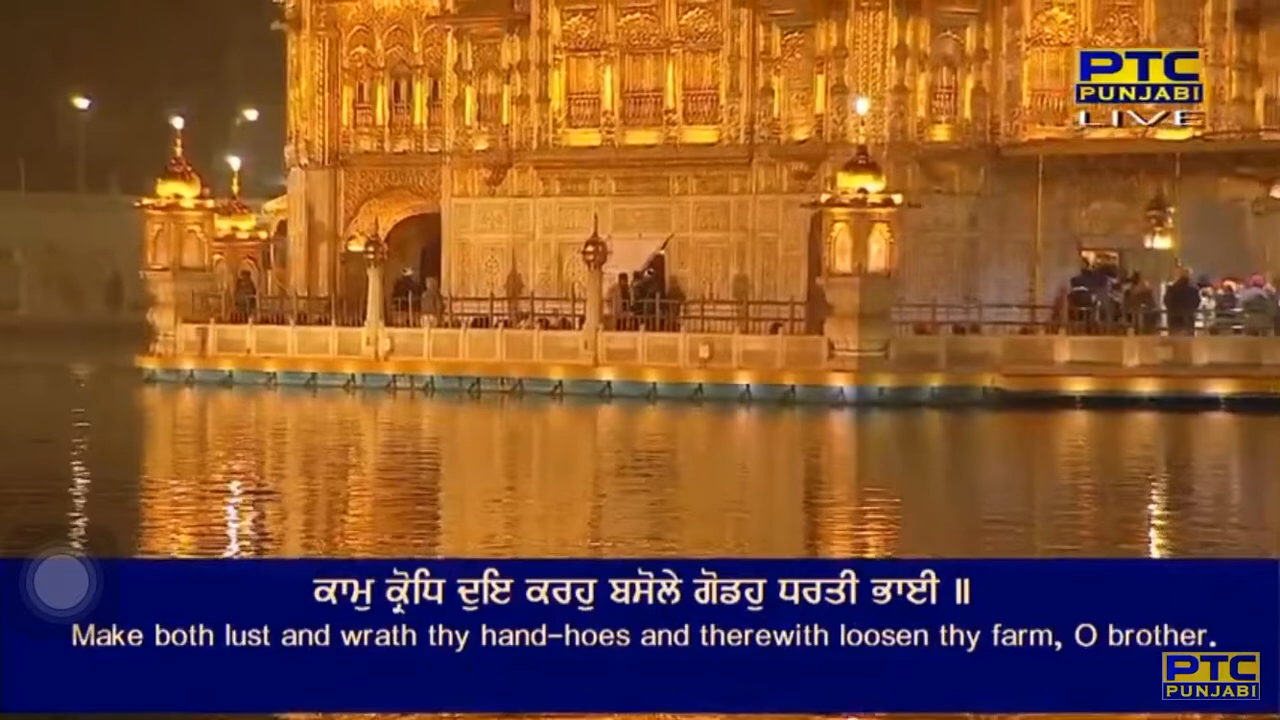 PTC
PUNJABI
LIVE
ਕਾਮੁ ਕ੍ਰੋਧਿ ਦੁਇ ਕਰਹੁ ਬਸੋਲੇ ਗੋਡਹੁ ਧਰਤੀ ਭਾਈ ॥
Make both lust and wrath thy hand-hoes and therewith loosen thy farm, O brother.
PTC
PUNJABI